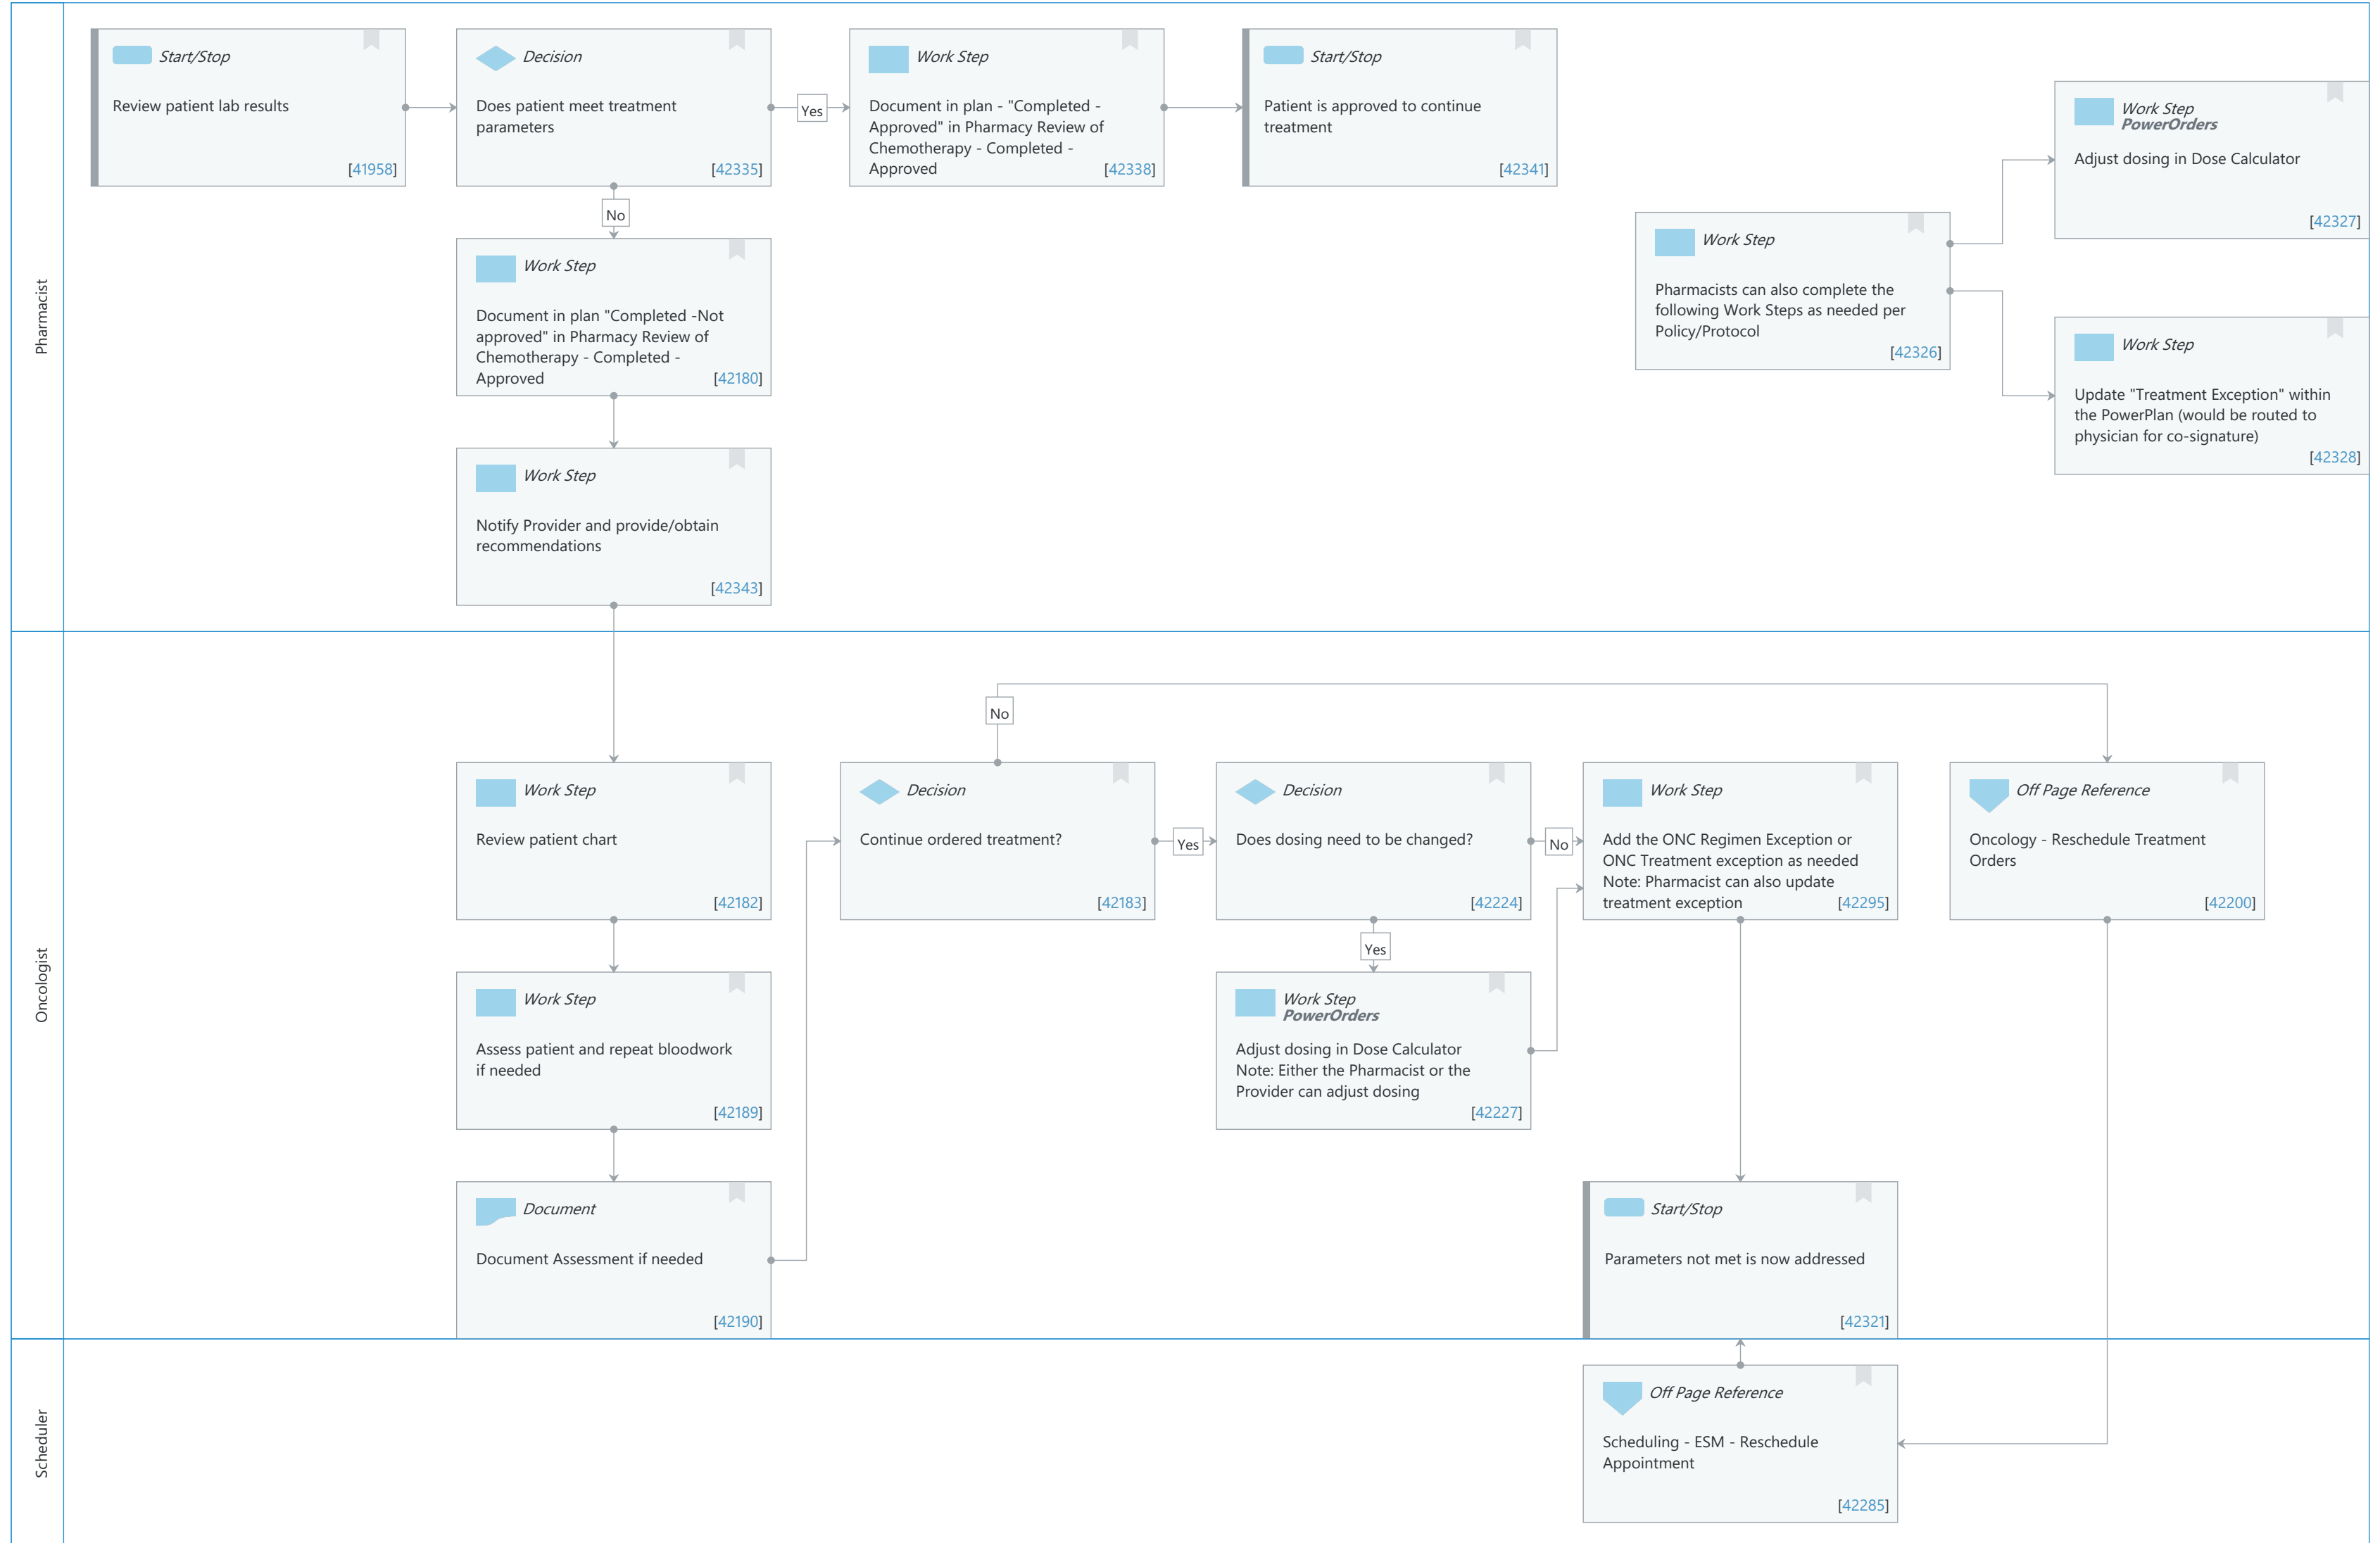 Pharmacist
Start/Stop
Review patient lab results
[41958]
Decision
Does patient meet treatment
parameters
[42335]
Yes
Work Step
Document in plan - "Completed -
Approved" in Pharmacy Review of
Chemotherapy - Completed -
Approved
[42338]
Start/Stop
Patient is approved to continue
treatment
[42341]
Work Step
PowerOrders
Adjust dosing in Dose Calculator
[42327]
No
Work Step
Pharmacists can also complete the
following Work Steps as needed per
Policy/Protocol
[42326]
Work Step
Document in plan "Completed -Not
approved" in Pharmacy Review of
Chemotherapy - Completed -
Approved
[42180]
Work Step
Update "Treatment Exception" within
the PowerPlan (would be routed to
physician for co-signature)
[42328]
Work Step
Notify Provider and provide/obtain
recommendations
[42343]
Oncologist
No
Work Step
Review patient chart
[42182]
Decision
Continue ordered treatment?
[42183]
Yes
Decision
Does dosing need to be changed?
[42224]
No
Work Step
Add the ONC Regimen Exception or
ONC Treatment exception as needed
Note: Pharmacist can also update
treatment exception
[42295]
Off Page Reference
Oncology - Reschedule Treatment
Orders
[42200]
Yes
Work Step
Assess patient and repeat bloodwork
if needed
[42189]
Work Step
PowerOrders
Adjust dosing in Dose Calculator
Note: Either the Pharmacist or the
Provider can adjust dosing
[42227]
Document
Document Assessment if needed
[42190]
Start/Stop
Parameters not met is now addressed
[42321]
Scheduler
Off Page Reference
Scheduling - ESM - Reschedule
Appointment
[42285]